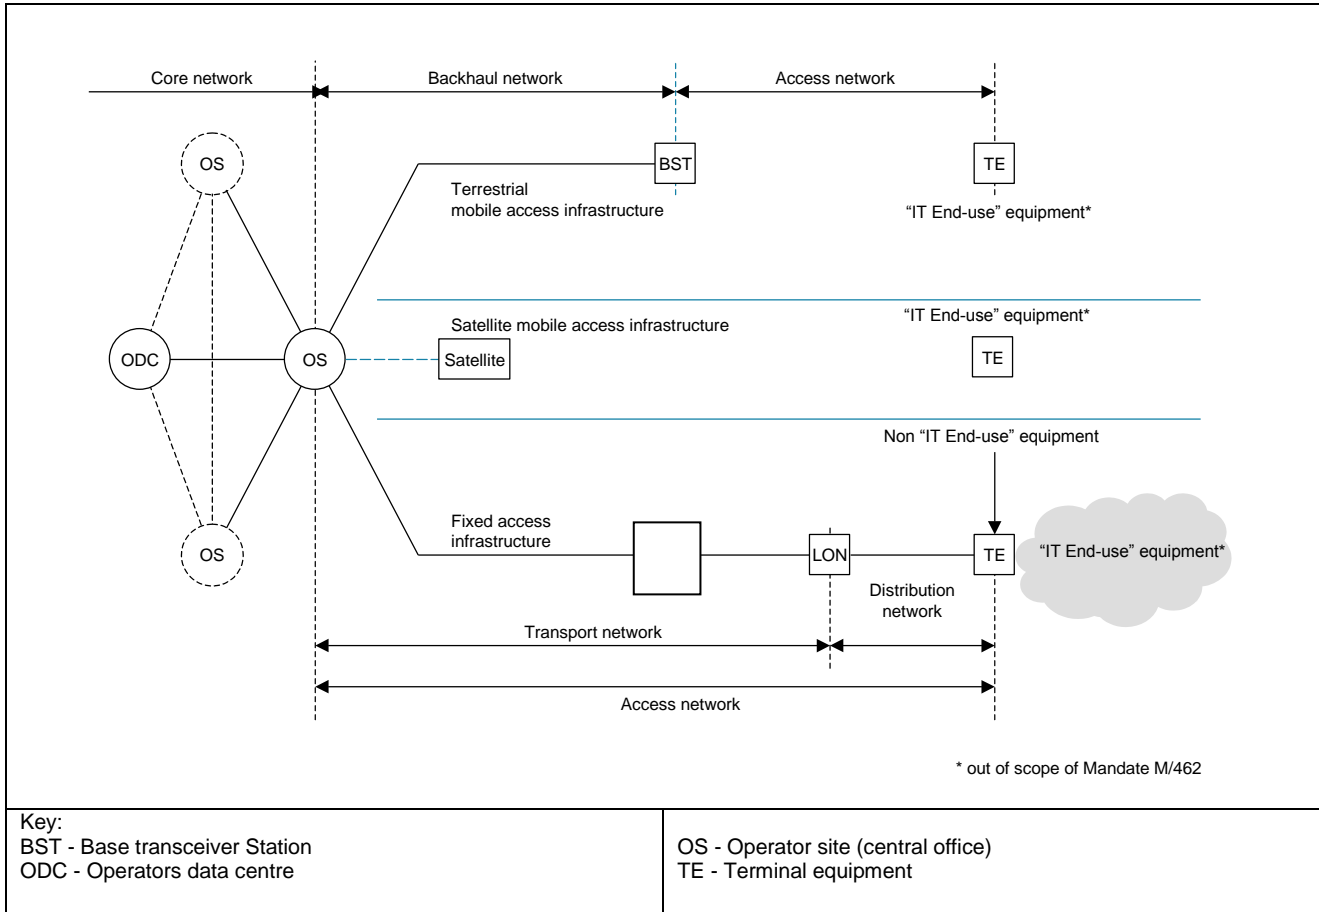 Core network
Backhaul network
Access network
OS
BST
TE
Terrestrial
mobile access infrastructure
“IT End-use” equipment*
“IT End-use” equipment*
Satellite mobile access infrastructure
ODC
OS
Satellite
TE
Non “IT End-use” equipment
Fixed access
infrastructure
OS
LON
TE
“IT End-use” equipment*
Distribution
network
Transport network
Access network
* out of scope of Mandate M/462
Key:
BST - Base transceiver Station
ODC - Operators data centre
OS - Operator site (central office)
TE - Terminal equipment